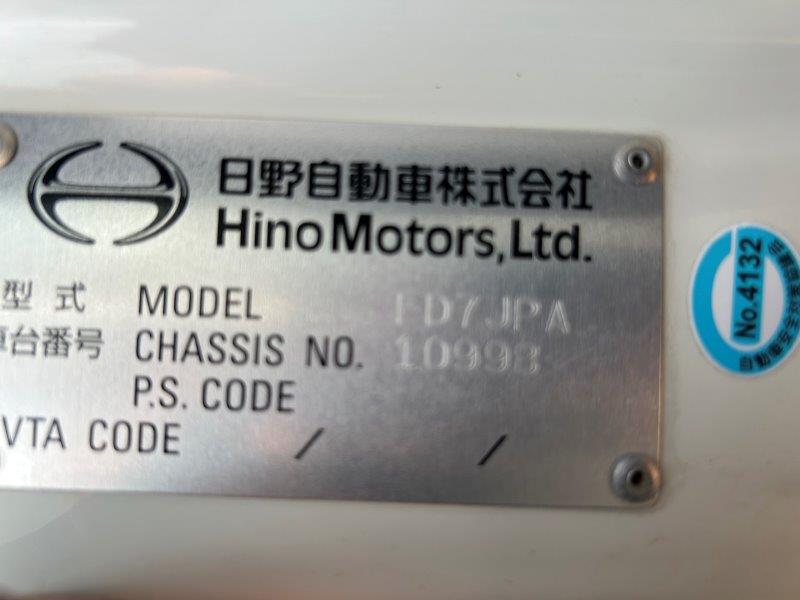 日野自動車株式会社
Hino Motors, Ltd.
型式 MODEL FD7JPA
車台番号 CHASSIS NO. 10998
P.S. CODE
VTA CODE / /
No.4132